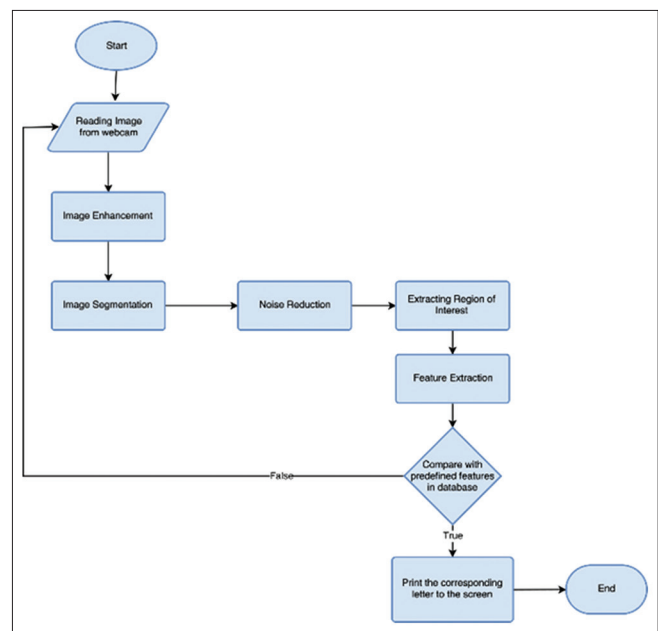 Start
Reading Image
from webcam
Image Enhancement
Image Segmentation
Noise Reduction
Extracting Region of
Interest
Feature Extraction
Compare with
predefined features
in database
False
True
Print the corresponding
letter to the screen
End